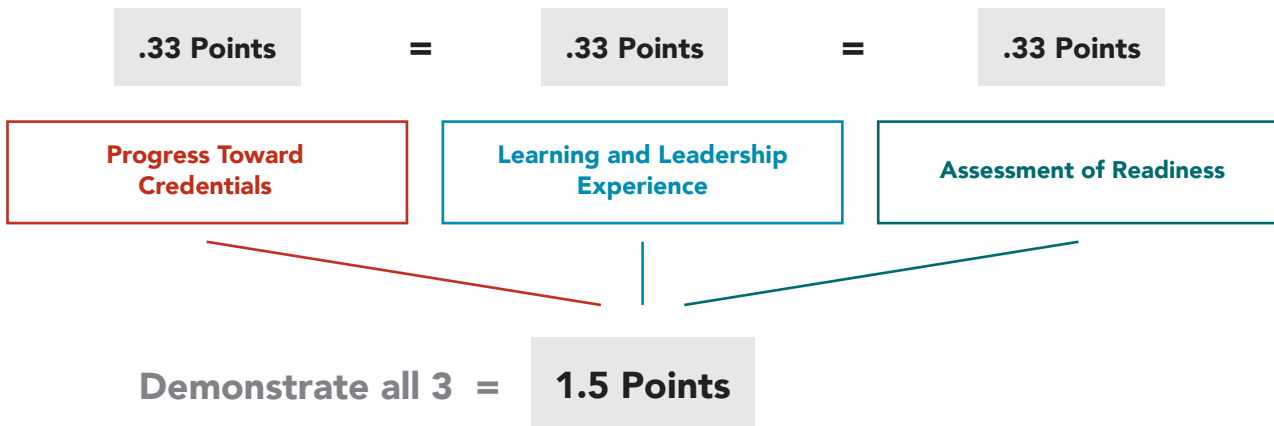 .33 Points = .33 Points = .33 Points
Progress Toward
Credentials
Learning and Leadership
Experience
Assessment of Readiness
Demonstrate all 3 = 1.5 Points